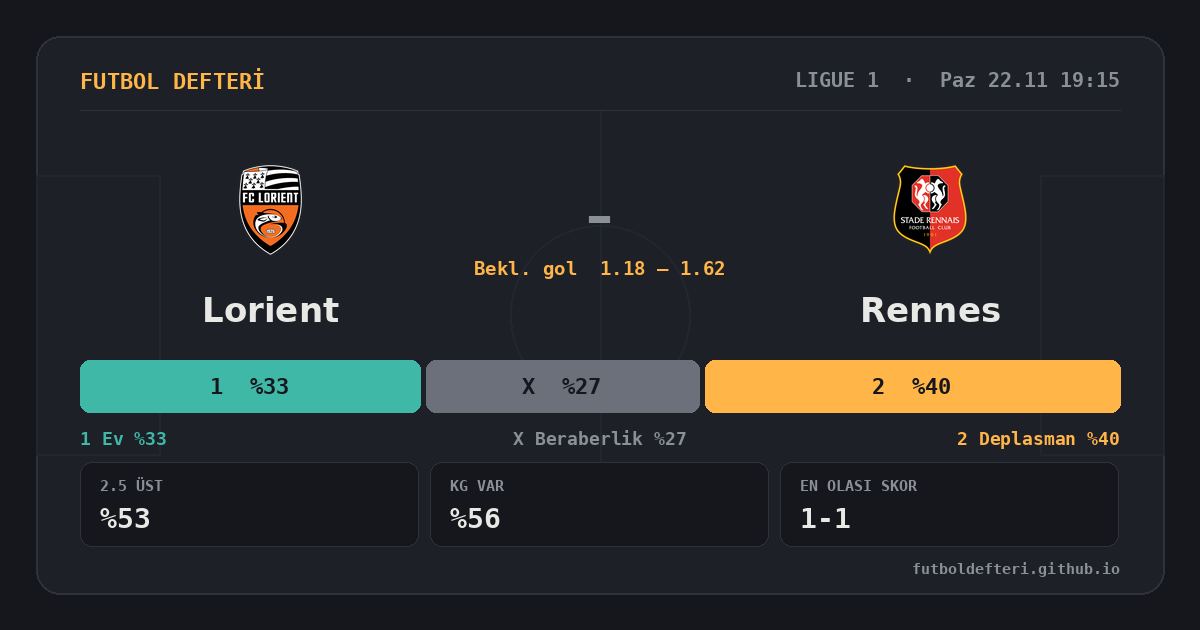 FUTBOL DEFTERİ
LIGUE 1 · Paz 22.11 19:15
FC LORIENT
STADE RENNAIS
FOOTBALL CLUB
–
Bekl. gol 1.18 — 1.62
Lorient
Rennes
1 %33
X %27
2 %40
1 Ev %33
X Beraberlik %27
2 Deplasman %40
2.5 ÜST
KG VAR
EN OLASI SKOR
%53
%56
1-1
futboldefteri.github.io